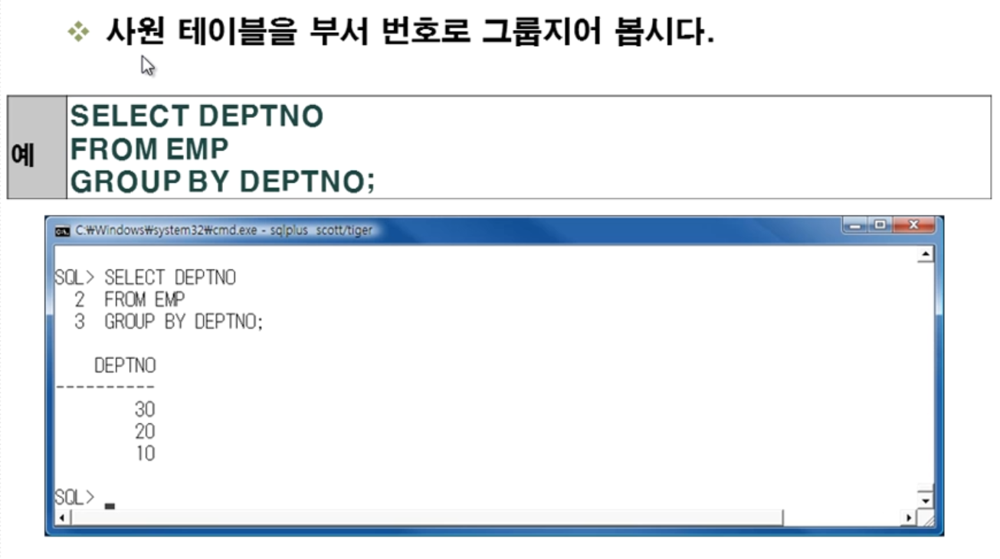 ❖ 사원 테이블을 부서 번호로 그룹지어 봅시다.
예
SELECT DEPTNO
FROM EMP
GROUP BY DEPTNO;
C:₩Windows₩system32₩cmd.exe - sqlplus scott/tiger
SQL> SELECT DEPTNO
2 FROM EMP
3 GROUP BY DEPTNO;
DEPTNO
----------
30
20
10
SQL> _